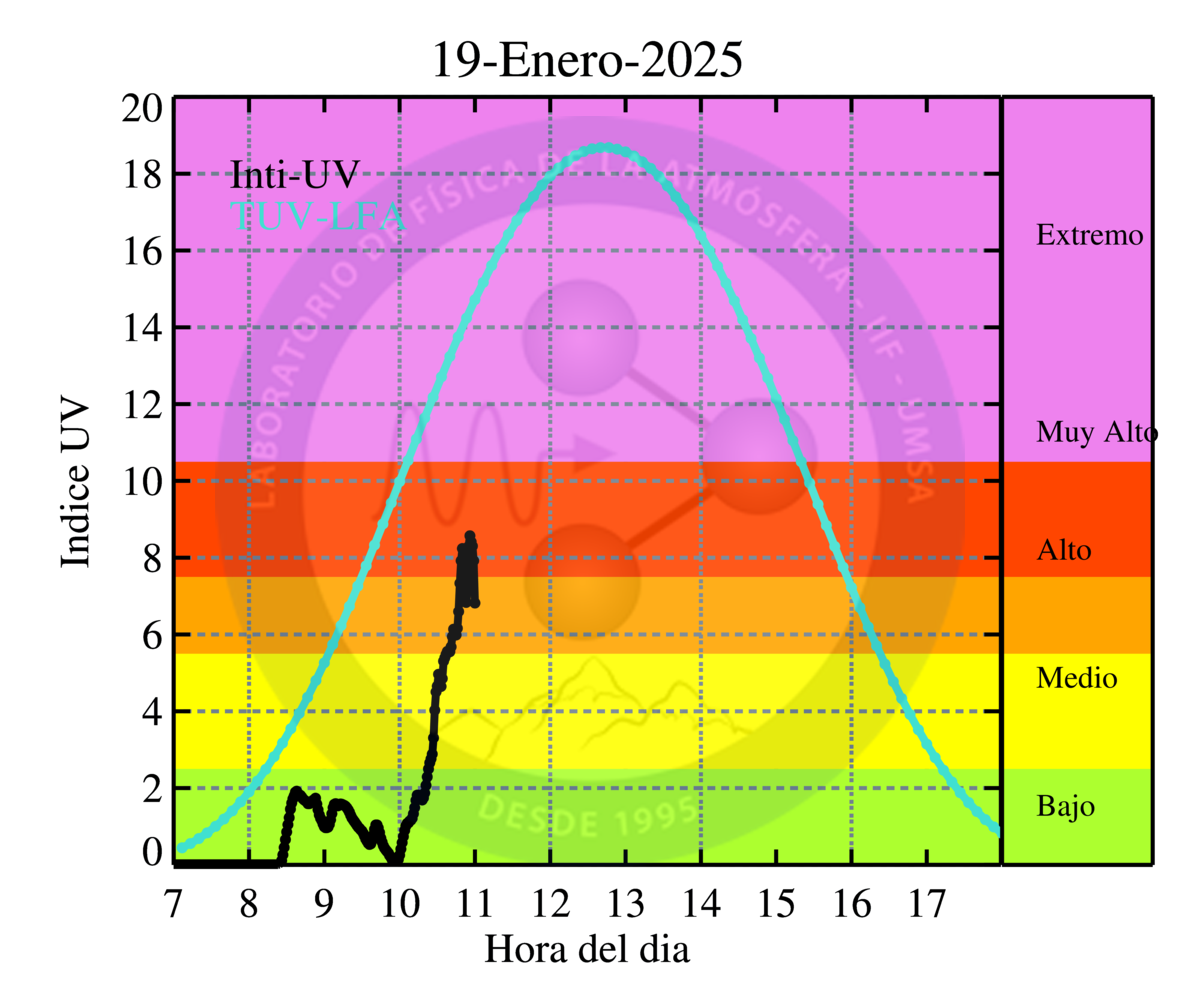 19-Enero-2025
Inti-UV
TUV-LFA
LABORATORIO DE FÍSICA DE LA ATMÓSFERA - IIF - UMSA
DESDE 1995
Indice UV
20
18
16
14
12
10
8
6
4
2
0
Extremo
Muy Alto
Alto
Medio
Bajo
7 8 9 10 11 12 13 14 15 16 17
Hora del dia